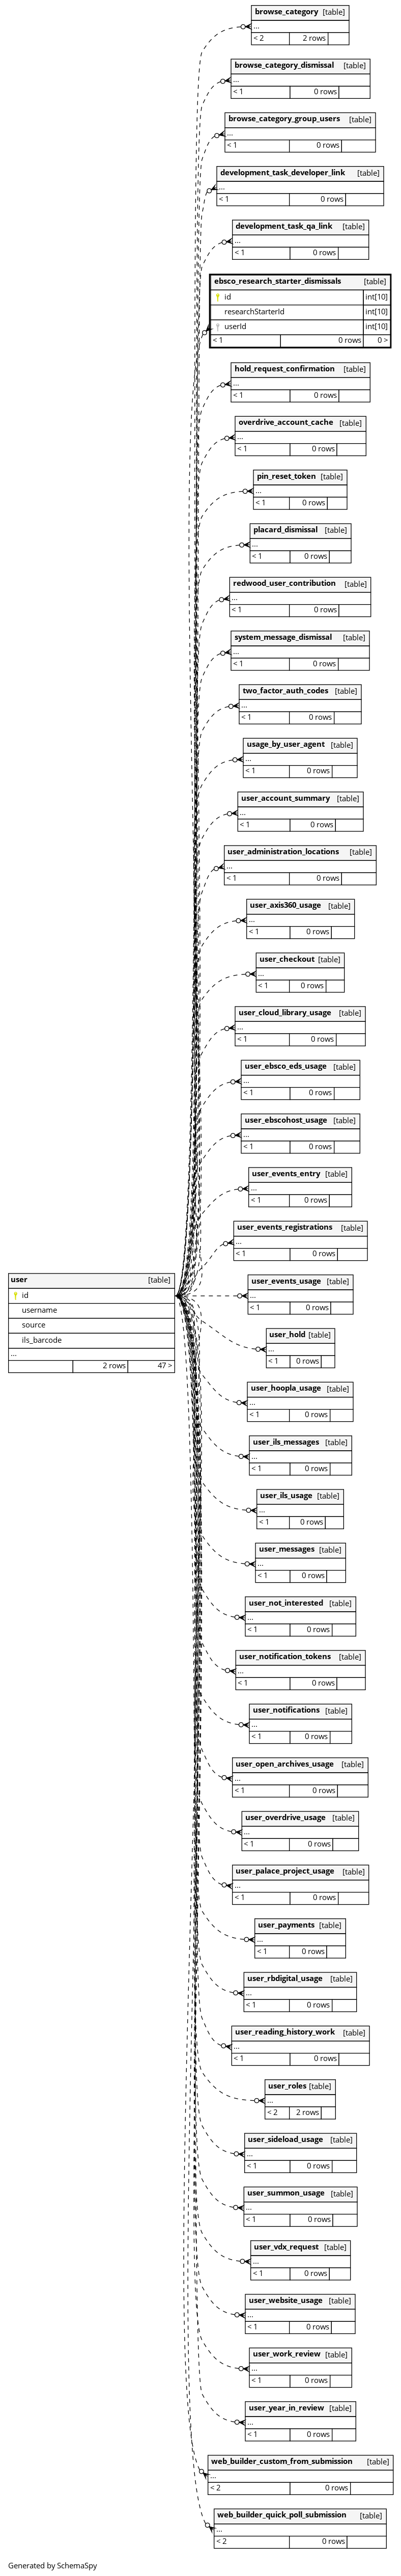 browse_category [table]
...
< 2 2 rows
browse_category_dismissal [table]
...
< 1 0 rows
browse_category_group_users [table]
...
< 1 0 rows
development_task_developer_link [table]
...
< 1 0 rows
development_task_qa_link [table]
...
< 1 0 rows
ebsco_research_starter_dismissals [table]
id int[10]
researchStarterId int[10]
userId int[10]
< 1 0 rows 0 >
hold_request_confirmation [table]
...
< 1 0 rows
overdrive_account_cache [table]
...
< 1 0 rows
pin_reset_token [table]
...
< 1 0 rows
placard_dismissal [table]
...
< 1 0 rows
redwood_user_contribution [table]
...
< 1 0 rows
system_message_dismissal [table]
...
< 1 0 rows
two_factor_auth_codes [table]
...
< 1 0 rows
usage_by_user_agent [table]
...
< 1 0 rows
user_account_summary [table]
...
< 1 0 rows
user_administration_locations [table]
...
< 1 0 rows
user_axis360_usage [table]
...
< 1 0 rows
user_checkout [table]
...
< 1 0 rows
user_cloud_library_usage [table]
...
< 1 0 rows
user_ebsco_eds_usage [table]
...
< 1 0 rows
user_ebscohost_usage [table]
...
< 1 0 rows
user_events_entry [table]
...
< 1 0 rows
user_events_registrations [table]
...
< 1 0 rows
user [table]
id
username
source
ils_barcode
...
2 rows 47 >
user_events_usage [table]
...
< 1 0 rows
user_hold [table]
...
< 1 0 rows
user_hoopla_usage [table]
...
< 1 0 rows
user_ils_messages [table]
...
< 1 0 rows
user_ils_usage [table]
...
< 1 0 rows
user_messages [table]
...
< 1 0 rows
user_not_interested [table]
...
< 1 0 rows
user_notification_tokens [table]
...
< 1 0 rows
user_notifications [table]
...
< 1 0 rows
user_open_archives_usage [table]
...
< 1 0 rows
user_overdrive_usage [table]
...
< 1 0 rows
user_palace_project_usage [table]
...
< 1 0 rows
user_payments [table]
...
< 1 0 rows
user_rbdigital_usage [table]
...
< 1 0 rows
user_reading_history_work [table]
...
< 1 0 rows
user_roles [table]
...
< 2 2 rows
user_sideload_usage [table]
...
< 1 0 rows
user_summon_usage [table]
...
< 1 0 rows
user_vdx_request [table]
...
< 1 0 rows
user_website_usage [table]
...
< 1 0 rows
user_work_review [table]
...
< 1 0 rows
user_year_in_review [table]
...
< 1 0 rows
web_builder_custom_from_submission [table]
...
< 2 0 rows
web_builder_quick_poll_submission [table]
...
< 2 0 rows
Generated by SchemaSpy